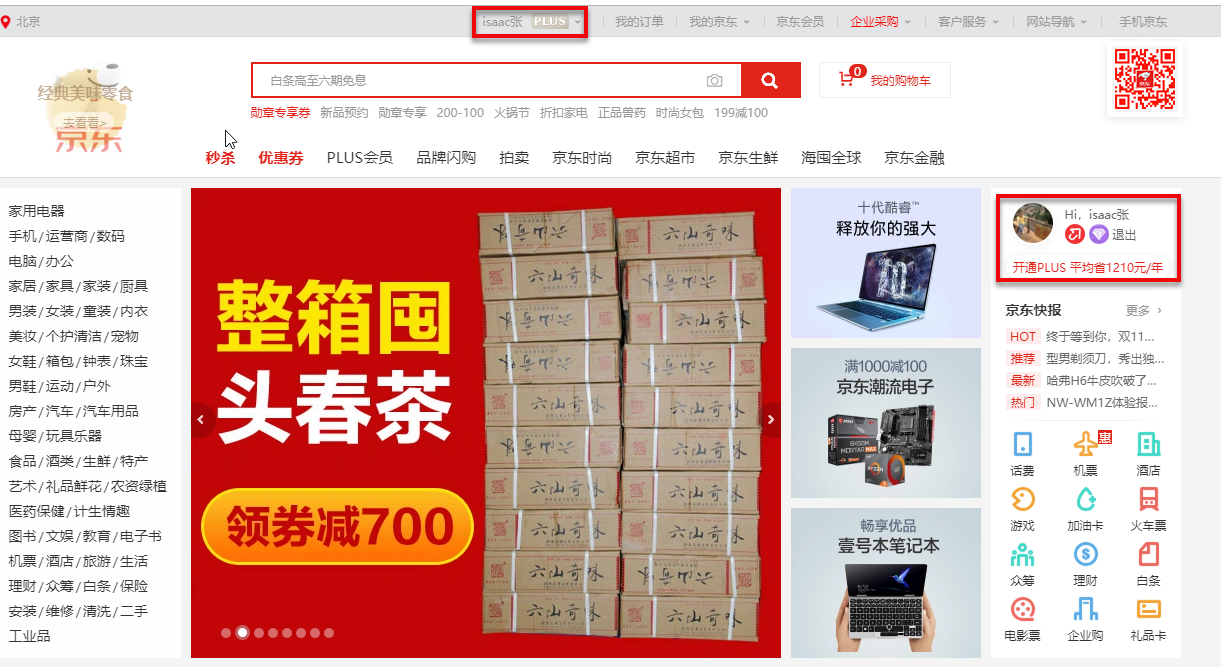 北京
isaac张 PLUS
我的订单
我的京东
京东会员
企业采购
客户服务
网站导航
手机京东
经典美味零食
去看看>
京东
白条高至六期免息
0
我的购物车
勋章专享券 新品预约 勋章专享 200-100 火锅节 折扣家电 正品兽药 时尚女包 199减100
秒杀 优惠券 PLUS会员 品牌闪购 拍卖 京东时尚 京东超市 京东生鲜 海囤全球 京东金融
家用电器
手机/运营商/数码
电脑/办公
家居/家具/家装/厨具
男装/女装/童装/内衣
美妆/个护清洁/宠物
女鞋/箱包/钟表/珠宝
男鞋/运动/户外
房产/汽车/汽车用品
母婴/玩具乐器
食品/酒类/生鲜/特产
艺术/礼品鲜花/农资绿植
医药保健/计生情趣
图书/文娱/教育/电子书
机票/酒店/旅游/生活
理财/众筹/白条/保险
安装/维修/清洗/二手
工业品
整箱囤
头春茶
领券减700
六山奇味
十代酷睿™
释放你的强大
满1000减100
京东潮流电子
B450M
MORTAR MAX
RYZEN
畅享优品
壹号本笔记本
Hi，isaac张
退出
开通PLUS 平均省1210元/年
京东快报 更多 >
HOT 终于等到你，双11...
推荐 型男剃须刀，秀出独...
最新 哈弗H6牛皮吹破了...
热门 NW-WM1Z体验报...
惠
话费 机票 酒店
游戏 加油卡 火车票
众筹 理财 白条
电影票 企业购 礼品卡